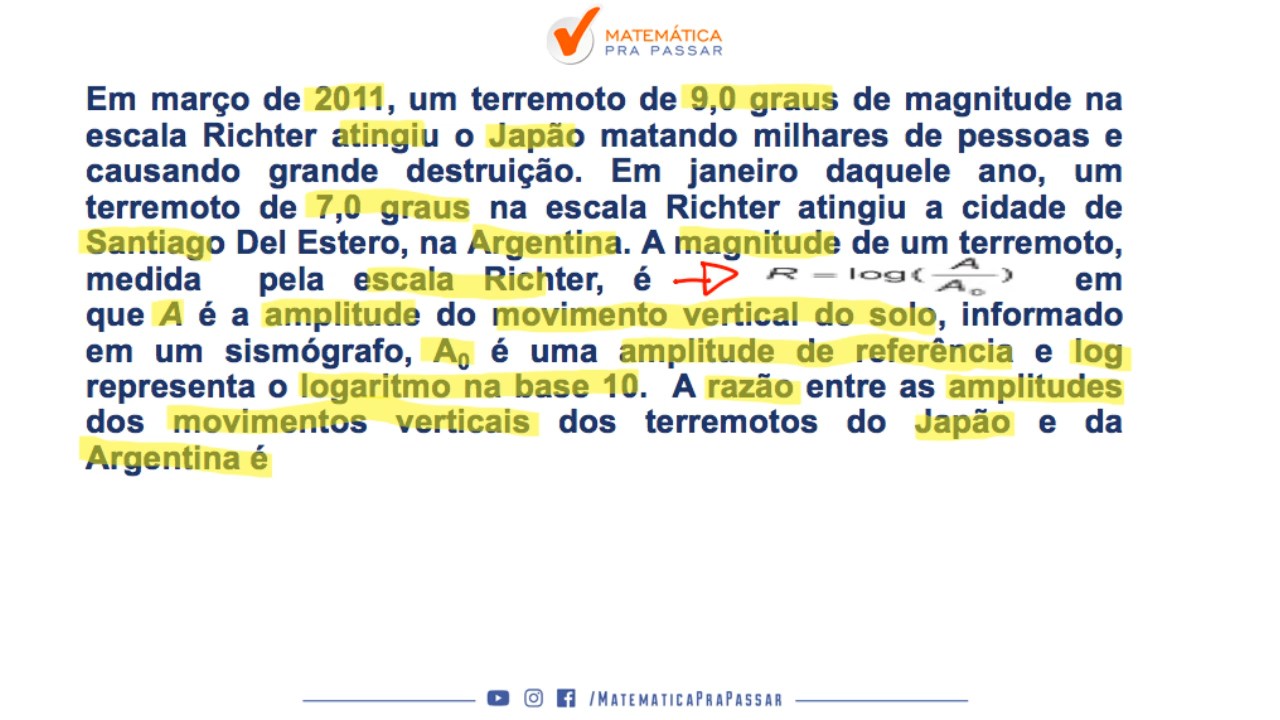 MATEMÁTICA
PRA PASSAR
Em março de 2011, um terremoto de 9,0 graus de magnitude na
escala Richter atingiu o Japão matando milhares de pessoas e
causando grande destruição. Em janeiro daquele ano, um
terremoto de 7,0 graus na escala Richter atingiu a cidade de
Santiago Del Estero, na Argentina. A magnitude de um terremoto,
medida pela escala Richter, é R = log(A/A₀) em
que A é a amplitude do movimento vertical do solo, informado
em um sismógrafo, A₀ é uma amplitude de referência e log
representa o logaritmo na base 10. A razão entre as amplitudes
dos movimentos verticais dos terremotos do Japão e da
Argentina é
/MATEMATICAPRAPASSAR